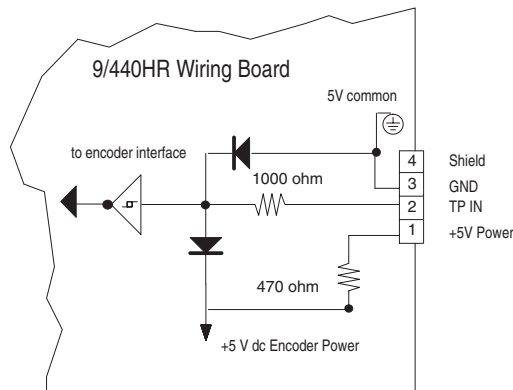 9/440HR Wiring Board
5V common
to encoder interface
1000 ohm
4 Shield
3 GND
2 TP IN
1 +5V Power
470 ohm
+5 V dc Encoder Power